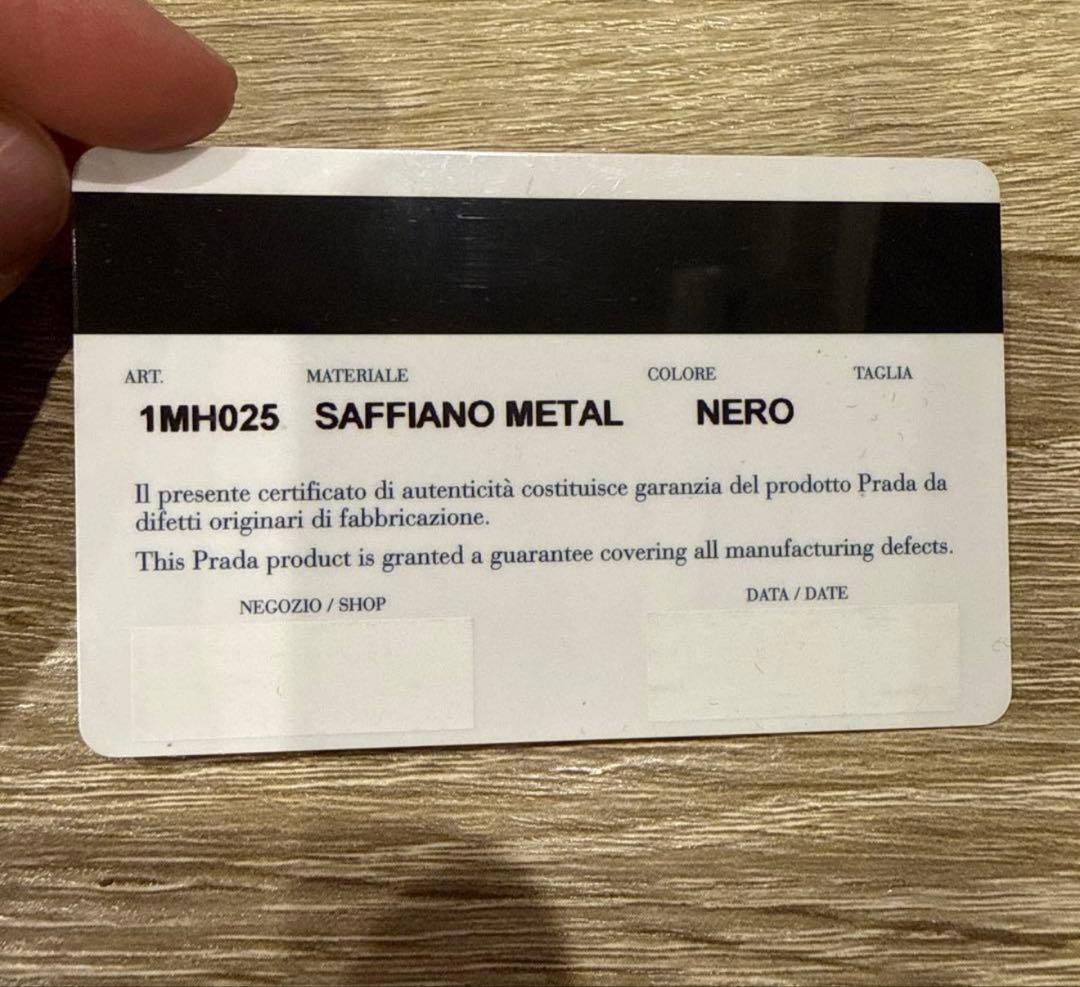 ART. MATERIALE COLORE TAGLIA
1MH025 SAFFIANO METAL NERO
Il presente certificato di autenticità costituisce garanzia del prodotto Prada da
difetti originari di fabbricazione.
This Prada product is granted a guarantee covering all manufacturing defects.
NEGOZIO / SHOP DATA / DATE